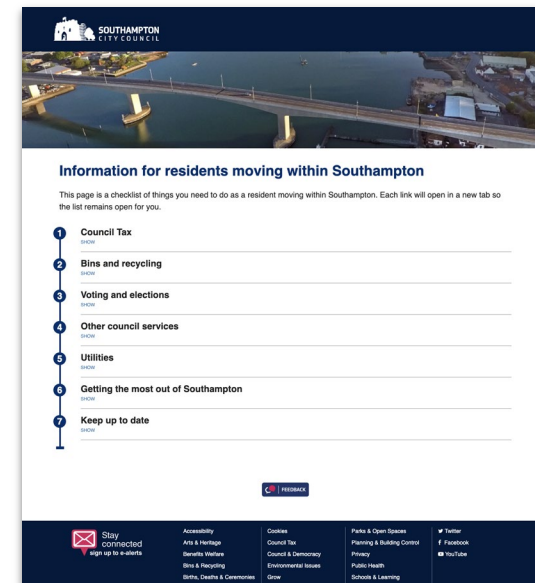 SOUTHAMPTON
CITY COUNCIL
Information for residents moving within Southampton
This page is a checklist of things you need to do as a resident moving within Southampton. Each link will open in a new tab so
the list remains open for you.
1 Council Tax
SHOW
2 Bins and recycling
SHOW
3 Voting and elections
SHOW
4 Other council services
SHOW
5 Utilities
SHOW
6 Getting the most out of Southampton
SHOW
7 Keep up to date
SHOW
FEEDBACK
Stay
connected
sign up to e-alerts
Accessibility
Arts & Heritage
Benefits Welfare
Bins & Recycling
Births, Deaths & Ceremonies
Cookies
Council Tax
Council & Democracy
Environmental Issues
Grow
Parks & Open Spaces
Planning & Building Control
Privacy
Public Health
Schools & Learning
Twitter
Facebook
YouTube